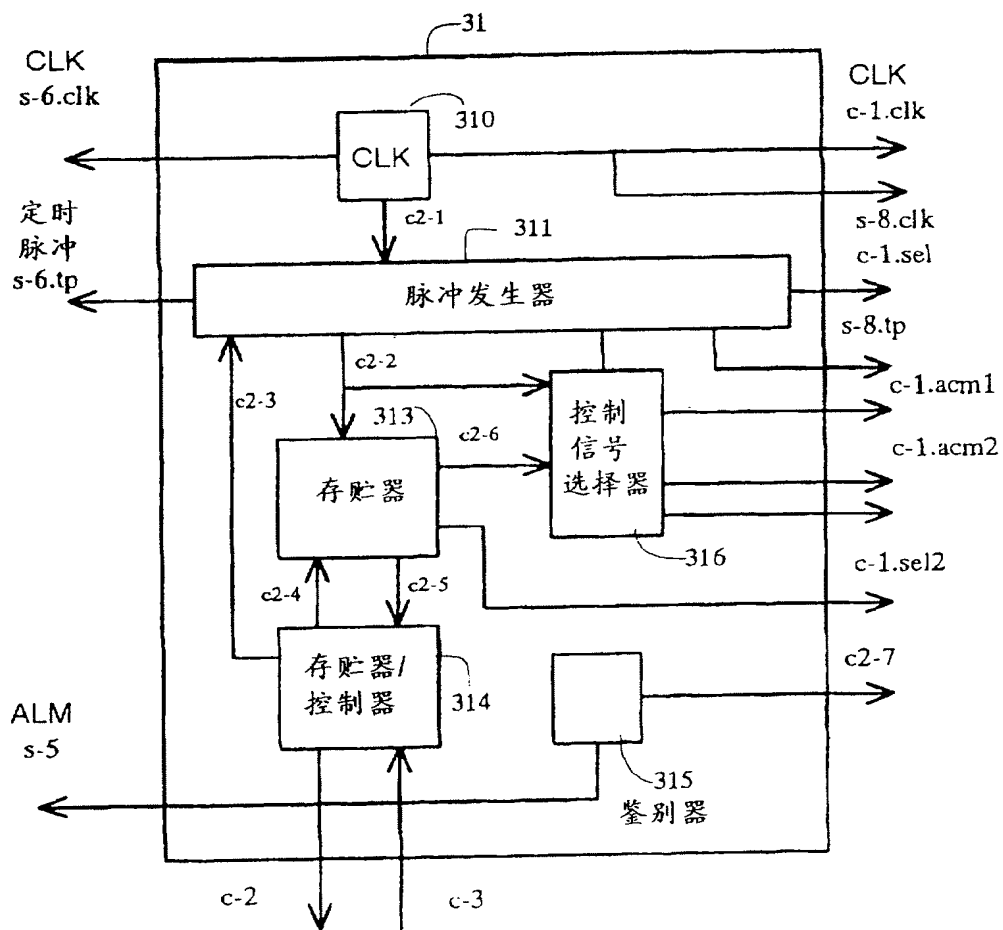 31
CLK
s-6.clk
310
CLK
CLK
c-1.clk
c2-1
定时
脉冲
s-6.tp
311
s-8.clk
c-1.sel
脉冲发生器
s-8.tp
c2-2
c2-3
313
c-1.acm1
控制
信号
选择器
c2-6
c-1.acm2
存贮器
316
c-1.sel2
c2-4
c2-5
存贮器/
控制器
314
c2-7
ALM
s-5
315
鉴别器
c-2
c-3